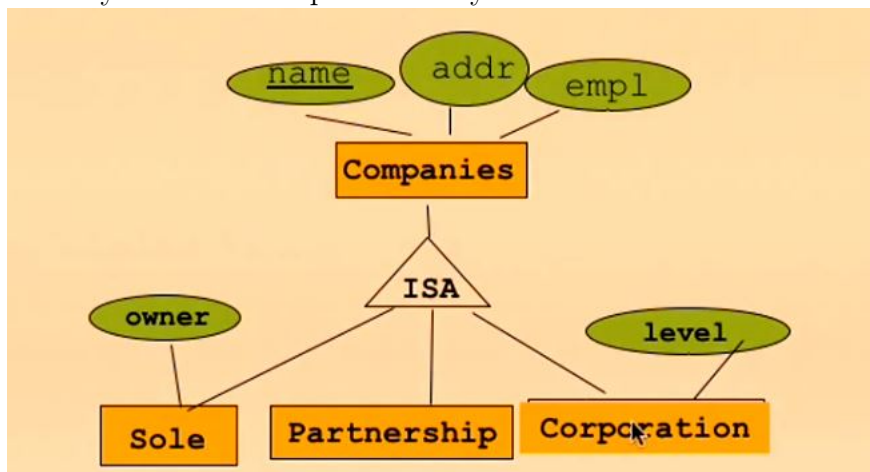 name
addr
empl
Companies
ISA
owner
level
Sole
Partnership
Corporation